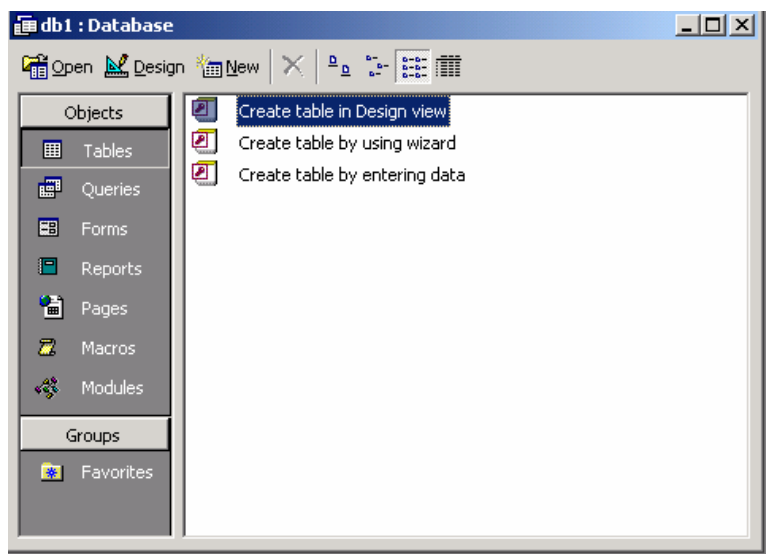 db1 : Database
Open Design New
Objects
Tables
Queries
Forms
Reports
Pages
Macros
Modules
Groups
Favorites
Create table in Design view
Create table by using wizard
Create table by entering data